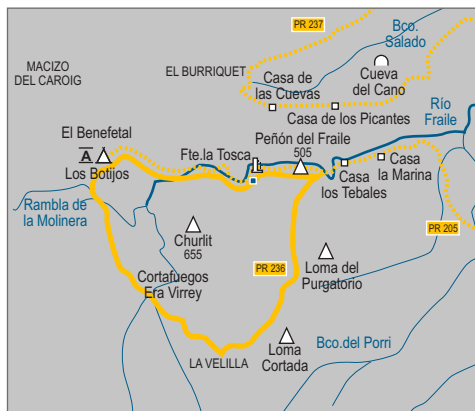 PR 237
Bco.
Salado
MACIZO
DEL CAROIG
EL BURRIQUET
Casa de
las Cuevas
Cueva
del Cano
Casa de los Picantes
Río
Fraile
El Benefetal
A
Los Botijos
Fte.la Tosca
Peñón del Fraile
505
Casa
la Marina
Casa
los Tebales
Rambla de
la Molinera
PR 205
Churlit
655
PR 236
Loma del
Purgatorio
Cortafuegos
Era Virrey
Bco.del Porri
Loma
Cortada
LA VELILLA